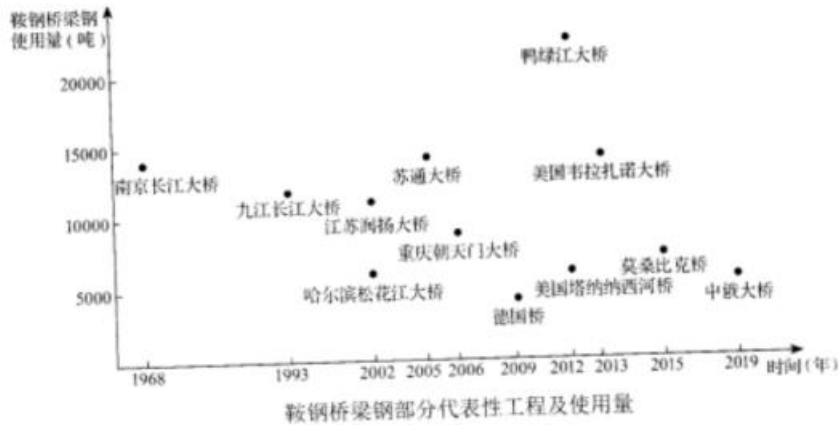 鞍钢桥梁钢
使用量(吨)
鸭绿江大桥
20000
15000
南京长江大桥
苏通大桥
美国韦拉扎诺大桥
九江长江大桥
江苏润扬大桥
10000
重庆朝天门大桥
哈尔滨松花江大桥
美国塔纳纳西河桥
莫桑比克桥
中俄大桥
5000
德国桥
1968
1993
2002
2005
2006
2009
2012
2013
2015
2019
时间(年)
鞍钢桥梁钢部分代表性工程及使用量